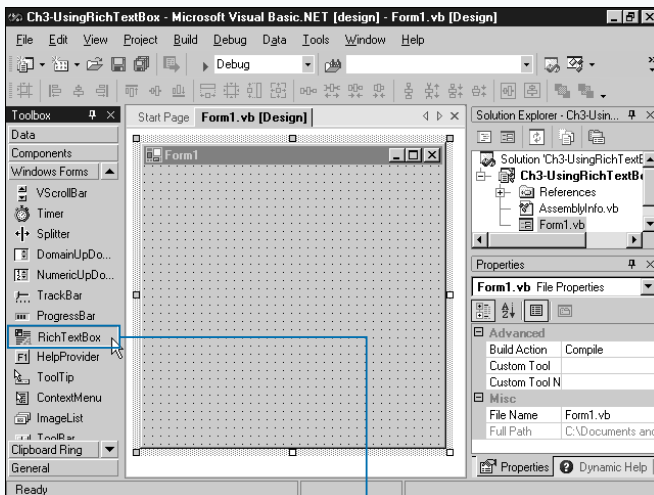 Ch3-UsingRichTextBox - Microsoft Visual Basic.NET [design] - Form1.vb [Design]
File Edit View Project Build Debug Data Tools Window Help
Debug
Toolbox
Data
Components
Windows Forms
VScrollBar
Timer
Splitter
DomainUpDo...
NumericUpDo...
TrackBar
ProgressBar
RichTextBox
HelpProvider
ToolTip
ContextMenu
ImageList
ToolBar
Clipboard Ring
General
Start Page Form1.vb [Design]
Form1
Solution Explorer - Ch3-Usin...
Solution 'Ch3-UsingRichTextB
Ch3-UsingRichTextBo
References
AssemblyInfo.vb
Form1.vb
Properties
Form1.vb File Properties
Advanced
Build Action Compile
Custom Tool
Custom Tool N
Misc
File Name Form1.vb
Full Path C:\Documents and
Properties Dynamic Help
Ready